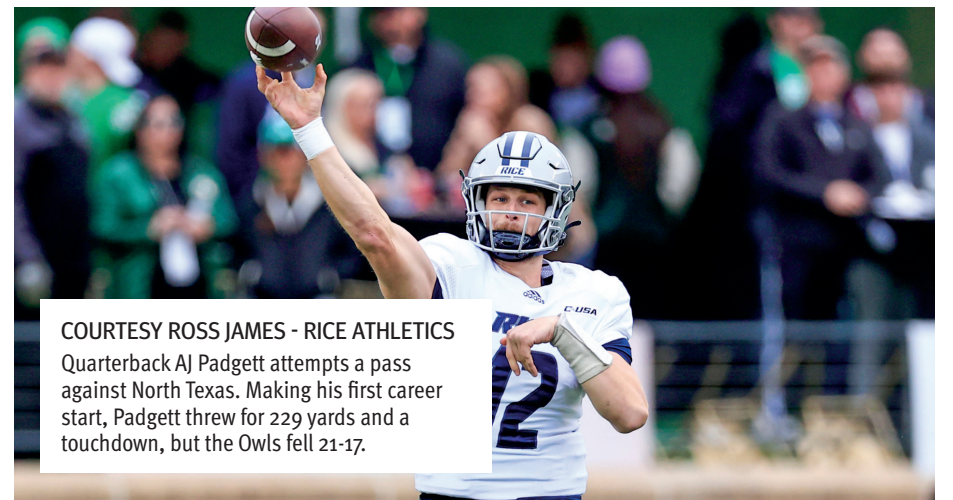 RICE
adidas
C-USA
COURTESY ROSS JAMES - RICE ATHLETICS
Quarterback AJ Padgett attempts a pass
against North Texas. Making his first career
start, Padgett threw for 229 yards and a
touchdown, but the Owls fell 21-17.